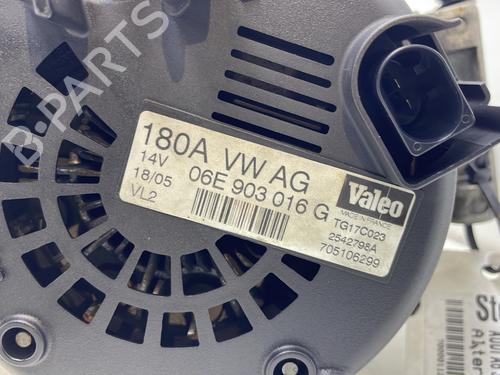 B-PARTS
180A VW AG
14V 06E 903 016 G
18/05
VL2
Valeo
MADE IN FRANCE
TG17C023
2542798A
705106299